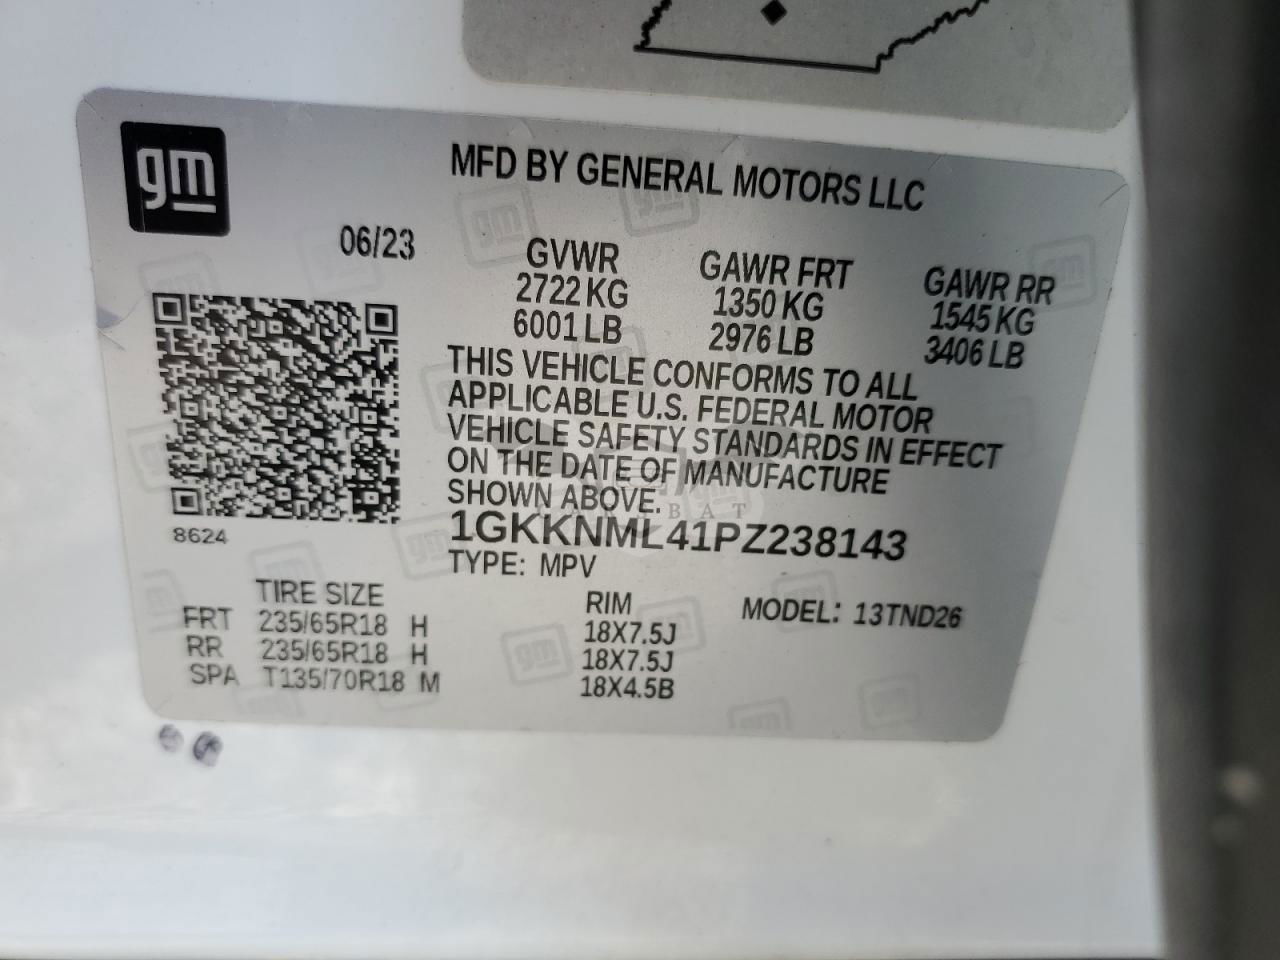 gm
MFD BY GENERAL MOTORS LLC
06/23
GVWR GAWR FRT GAWR RR
2722 KG 1350 KG 1545 KG
6001 LB 2976 LB 3406 LB
THIS VEHICLE CONFORMS TO ALL
APPLICABLE U.S. FEDERAL MOTOR
VEHICLE SAFETY STANDARDS IN EFFECT
ON THE DATE OF MANUFACTURE
SHOWN ABOVE.
8624
1GKKNML41PZ238143
TYPE: MPV
TIRE SIZE RIM MODEL: 13TND26
FRT 235/65R18 H 18X7.5J
RR 235/65R18 H 18X7.5J
SPA T135/70R18 M 18X4.5B